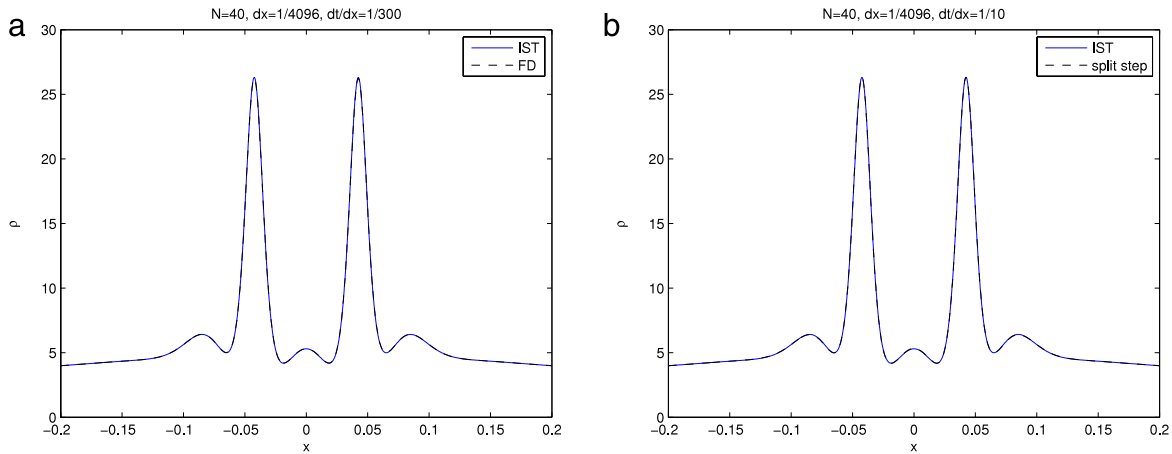 a
N=40, dx=1/4096, dt/dx=1/300
30
25
20
15
10
5
0
ρ
IST
FD
−0.2
−0.15
−0.1
−0.05
0
0.05
0.1
0.15
0.2
x
b
N=40, dx=1/4096, dt/dx=1/10
30
25
20
15
10
5
0
ρ
IST
split step
−0.2
−0.15
−0.1
−0.05
0
0.05
0.1
0.15
0.2
x